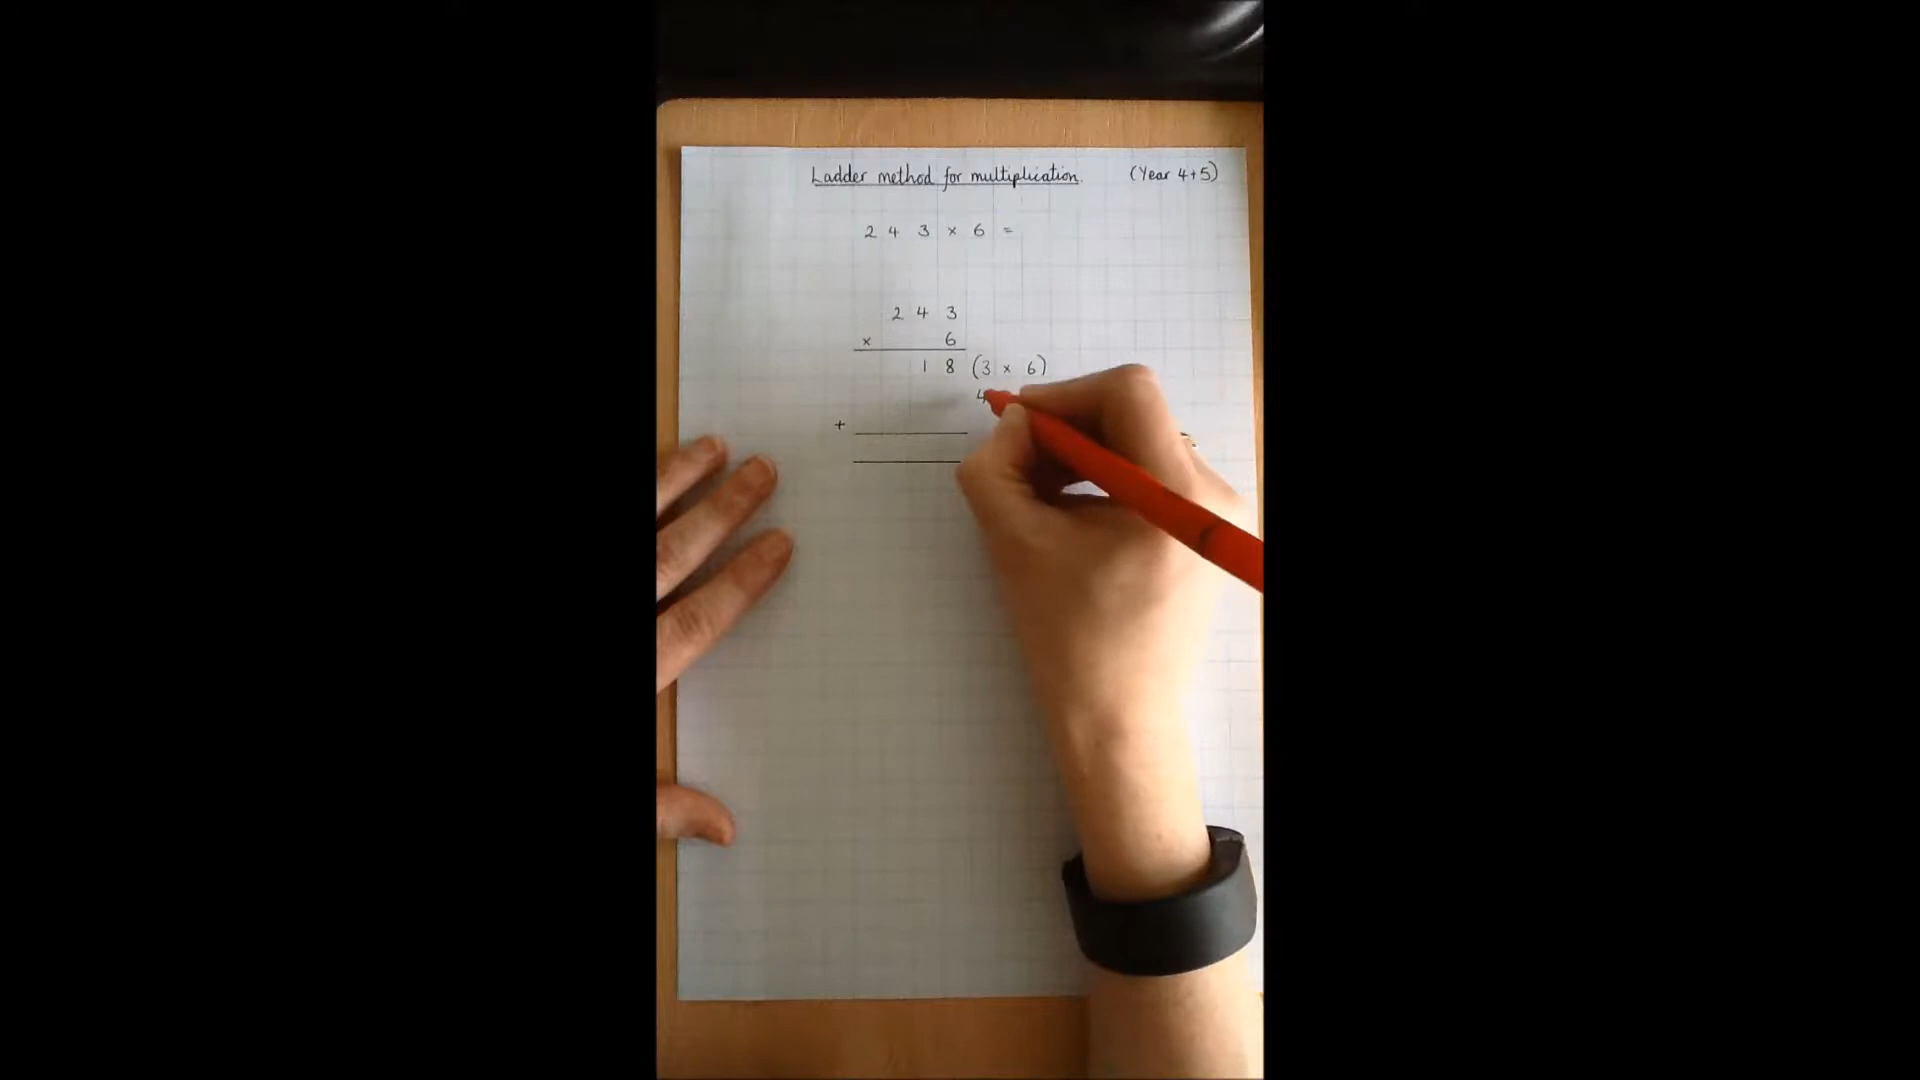 Ladder method for multiplication. (Year 4+5)
2 4 3 × 6 =
2 4 3
× 6
1 8 (3 × 6)
4
+